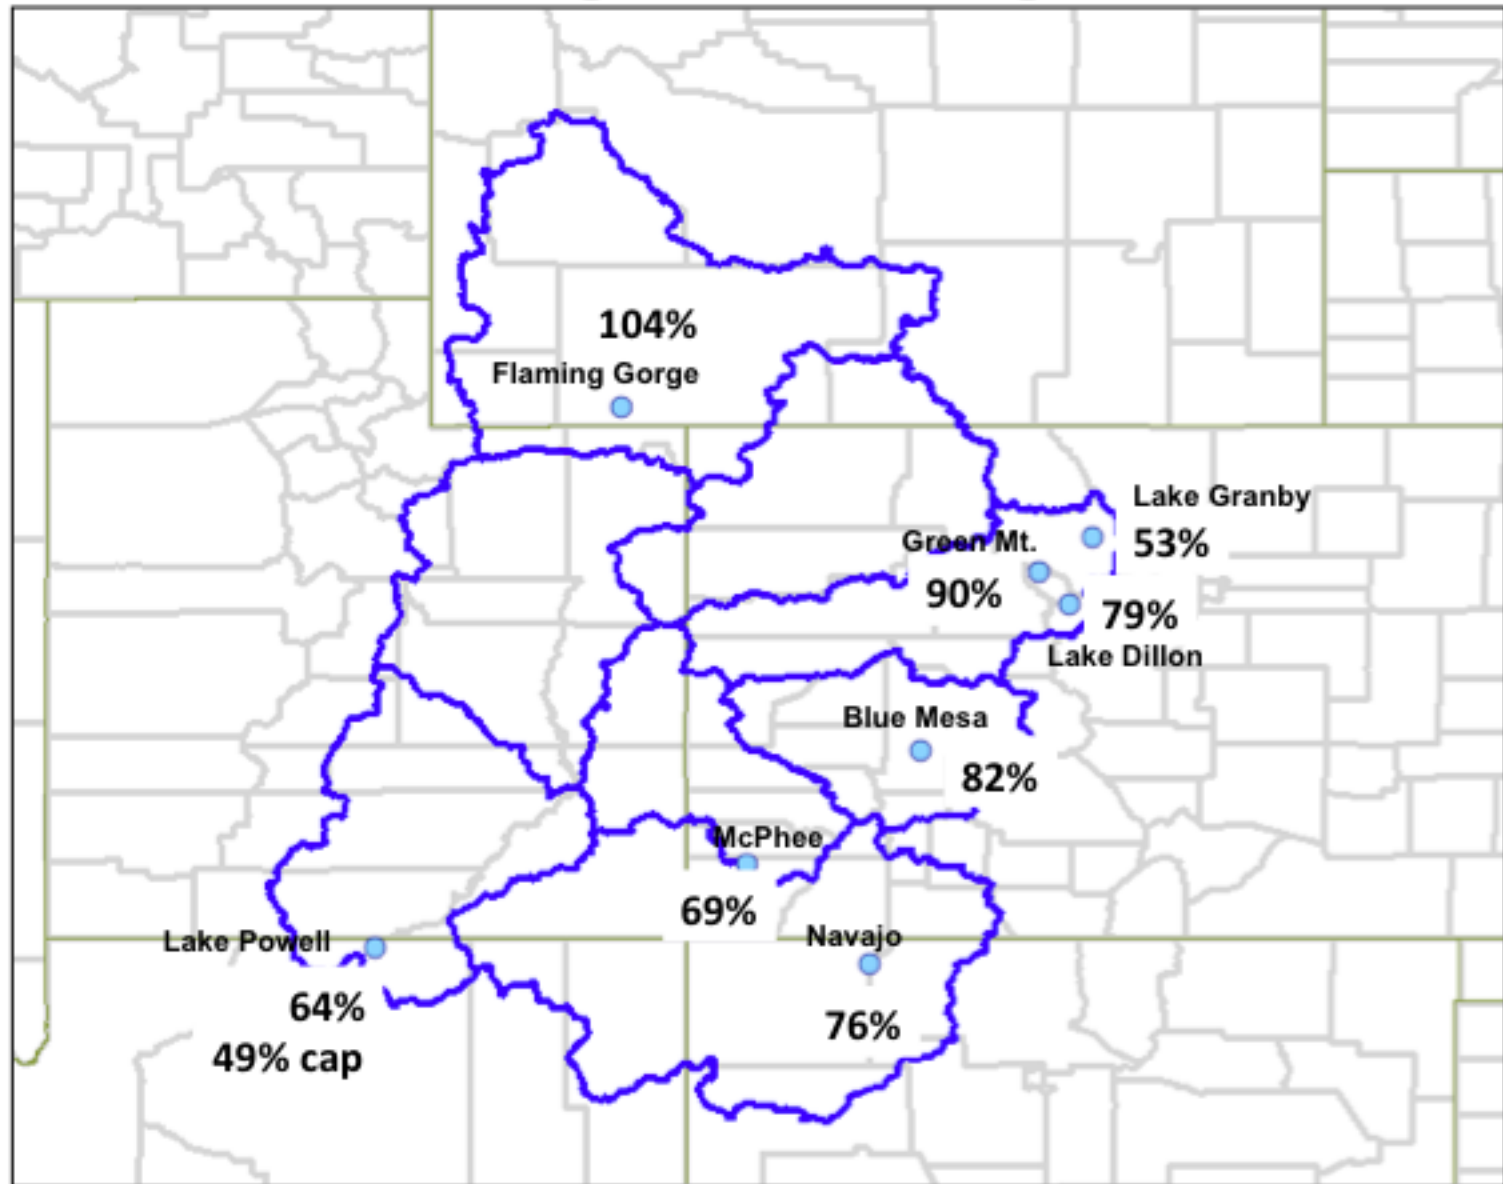 104%
Flaming Gorge
Lake Granby
53%
Green Mt.
90%
79%
Lake Dillon
Blue Mesa
82%
McPhee
69%
Navajo
76%
Lake Powell
64%
49% cap